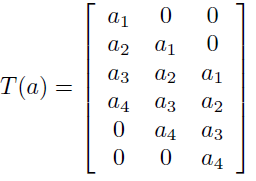 a₁ 0 0
a₂ a₁ 0
T(a) = a₃ a₂ a₁
a₄ a₃ a₂
0 a₄ a₃
0 0 a₄